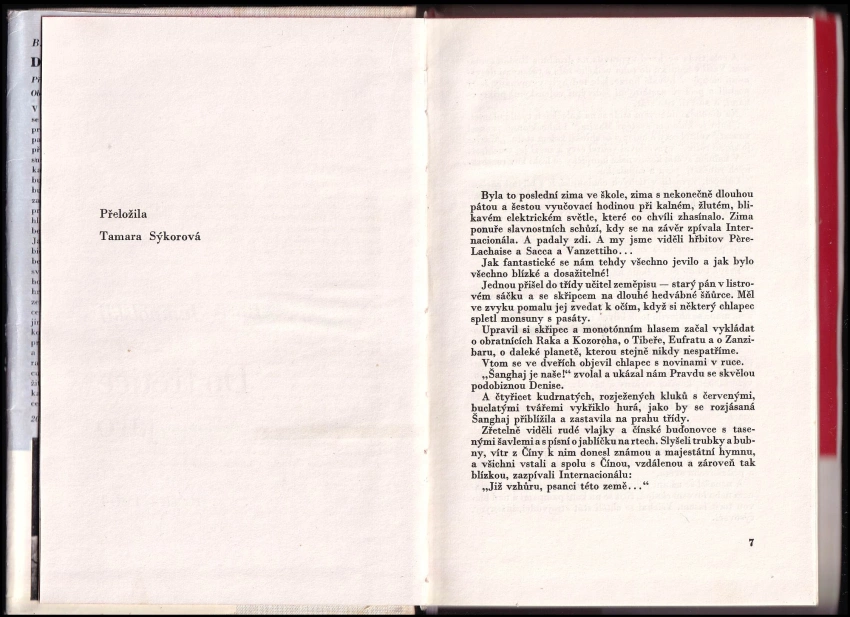 Přeložila
Tamara Sýkorová
Byla to poslední zima ve škole, zima s nekonečně dlouhou
pátou a šestou vyučovací hodinou při kalném, žlutém, bli-
kavém elektrickém světle, které co chvíli zhasínalo. Zima
ponuře slavnostních schůzí, kdy se na závěr zpívala Inter-
nacionála. A padaly zdi. A my jsme viděli hřbitov Père-
Lachaise a Sacca a Vanzettiho...
Jak fantastické se nám tehdy všechno jevilo a jak bylo
všechno blízké a dosažitelné!
Jednou přišel do třídy učitel zeměpisu — starý pán v listro-
vém sáčku a se skřipcem na dlouhé hedvábné šňůrce. Měl
ve zvyku pomalu jej zvedat k očím, když si některý chlapec
spletl monsuny s pasáty.
Upravil si skřipec a monotónním hlasem začal vykládat
o obratnících Raka a Kozoroha, o Tibeře, Eufratu a o Zanzi-
baru, o daleké planetě, kterou stejně nikdy nespatříme.
Vtom se ve dveřích objevil chlapec s novinami v ruce.
„Šanghaj je naše!“ zvolal a ukázal nám Pravdu se skvělou
podobiznou Denise.
A čtyřicet kudrnatých, rozježených kluků s červenými,
buclatými tvářemi vykřiklo hurá, jako by se rozjásaná
Šanghaj přiblížila a zastavila na prahu třídy.
Zřetelně viděli rudé vlajky a čínské buďonovce s tase-
nými šavlemi a s písní o jablíčku na rtech. Slyšeli trubky a bub-
ny, vítr z Číny k nim donesl známou a majestátní hymnu,
a všichni vstali a spolu s Čínou, vzdálenou a zároveň tak
blízkou, zazpívali Internacionálu:
„Již vzhůru, psanci této země...“
7